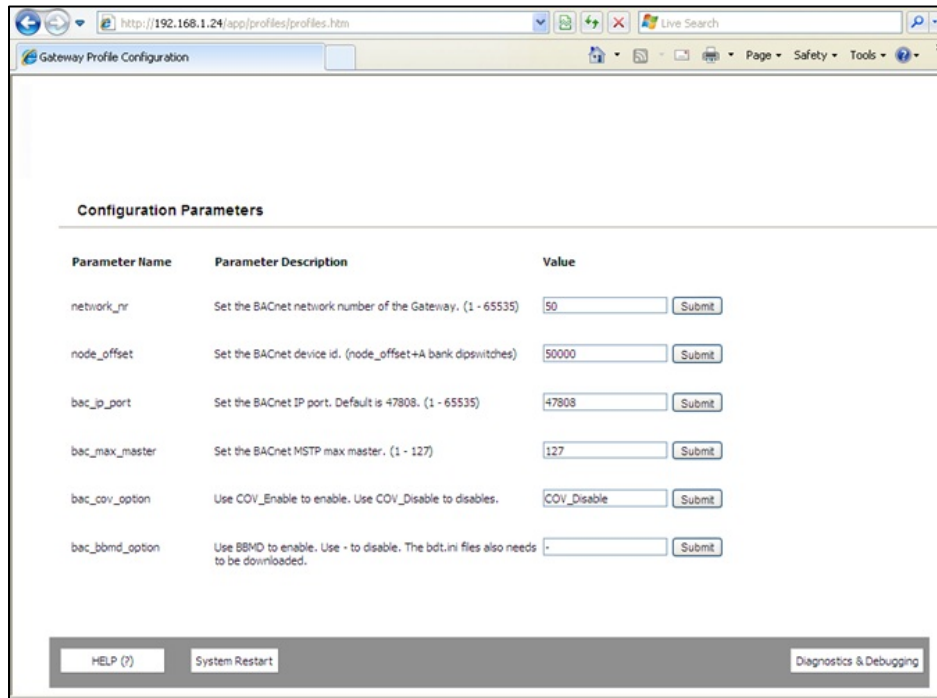 http://192.168.1.24/app/profiles/profiles.htm
Live Search
Gateway Profile Configuration
Page
Safety
Tools
Configuration Parameters
Parameter Name Parameter Description Value
network_nr Set the BACnet network number of the Gateway. (1 - 65535) 50 Submit
node_offset Set the BACnet device id. (node_offset+A bank dipswitches) 50000 Submit
bac_ip_port Set the BACnet IP port. Default is 47808. (1 - 65535) 47808 Submit
bac_max_master Set the BACnet MSTP max master. (1 - 127) 127 Submit
bac_cov_option Use COV_Enable to enable. Use COV_Disable to disables. COV_Disable Submit
bac_bbmd_option Use BBMD to enable. Use - to disable. The bdt.ini files also needs - Submit
to be downloaded.
HELP (?) System Restart Diagnostics & Debugging